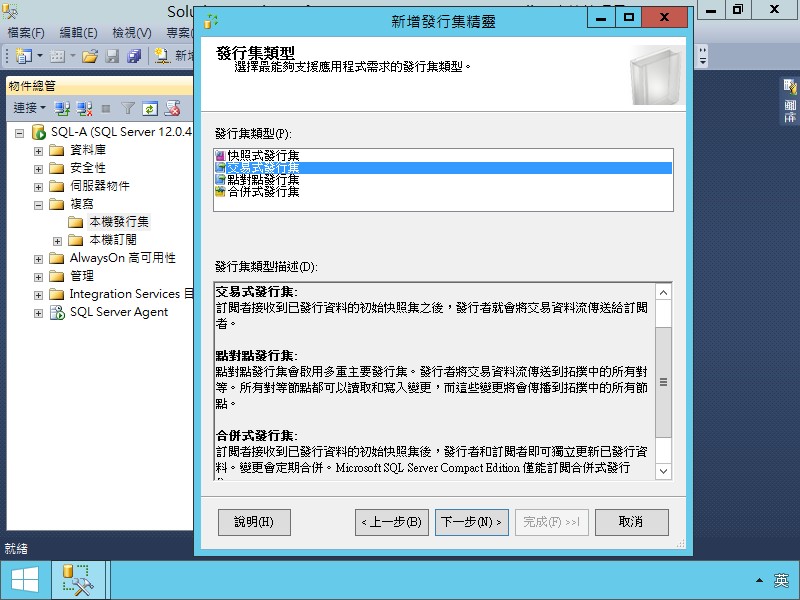 Solu
新增發行集精靈
檔案(F) 編輯(E) 檢視(V) 專案(
新增
物件總管
連接
SQL-A (SQL Server 12.0.4
資料庫
安全性
伺服器物件
複寫
本機發行集
本機訂閱
AlwaysOn 高可用性
管理
Integration Services 目
SQL Server Agent
發行集類型
選擇最能夠支援應用程式需求的發行集類型。
發行集類型(P):
快照式發行集
交易式發行集
點對點發行集
合併式發行集
發行集類型描述(D):
交易式發行集:
訂閱者接收到已發行資料的初始快照集之後，發行者就會將交易資料流傳送給訂閱
者。
點對點發行集:
點對點發行集會啟用多重主要發行集。發行者將交易資料流傳送到拓撲中的所有對
等。所有對等節點都可以讀取和寫入變更，而這些變更將會傳播到拓撲中的所有節
點。
合併式發行集:
訂閱者接收到已發行資料的初始快照集後，發行者和訂閱者即可獨立更新已發行資
料。變更會定期合併。Microsoft SQL Server Compact Edition 僅能訂閱合併式發行
說明(H)
< 上一步(B)
下一步(N) >
完成(F) >>|
取消
屬性
就緒
英